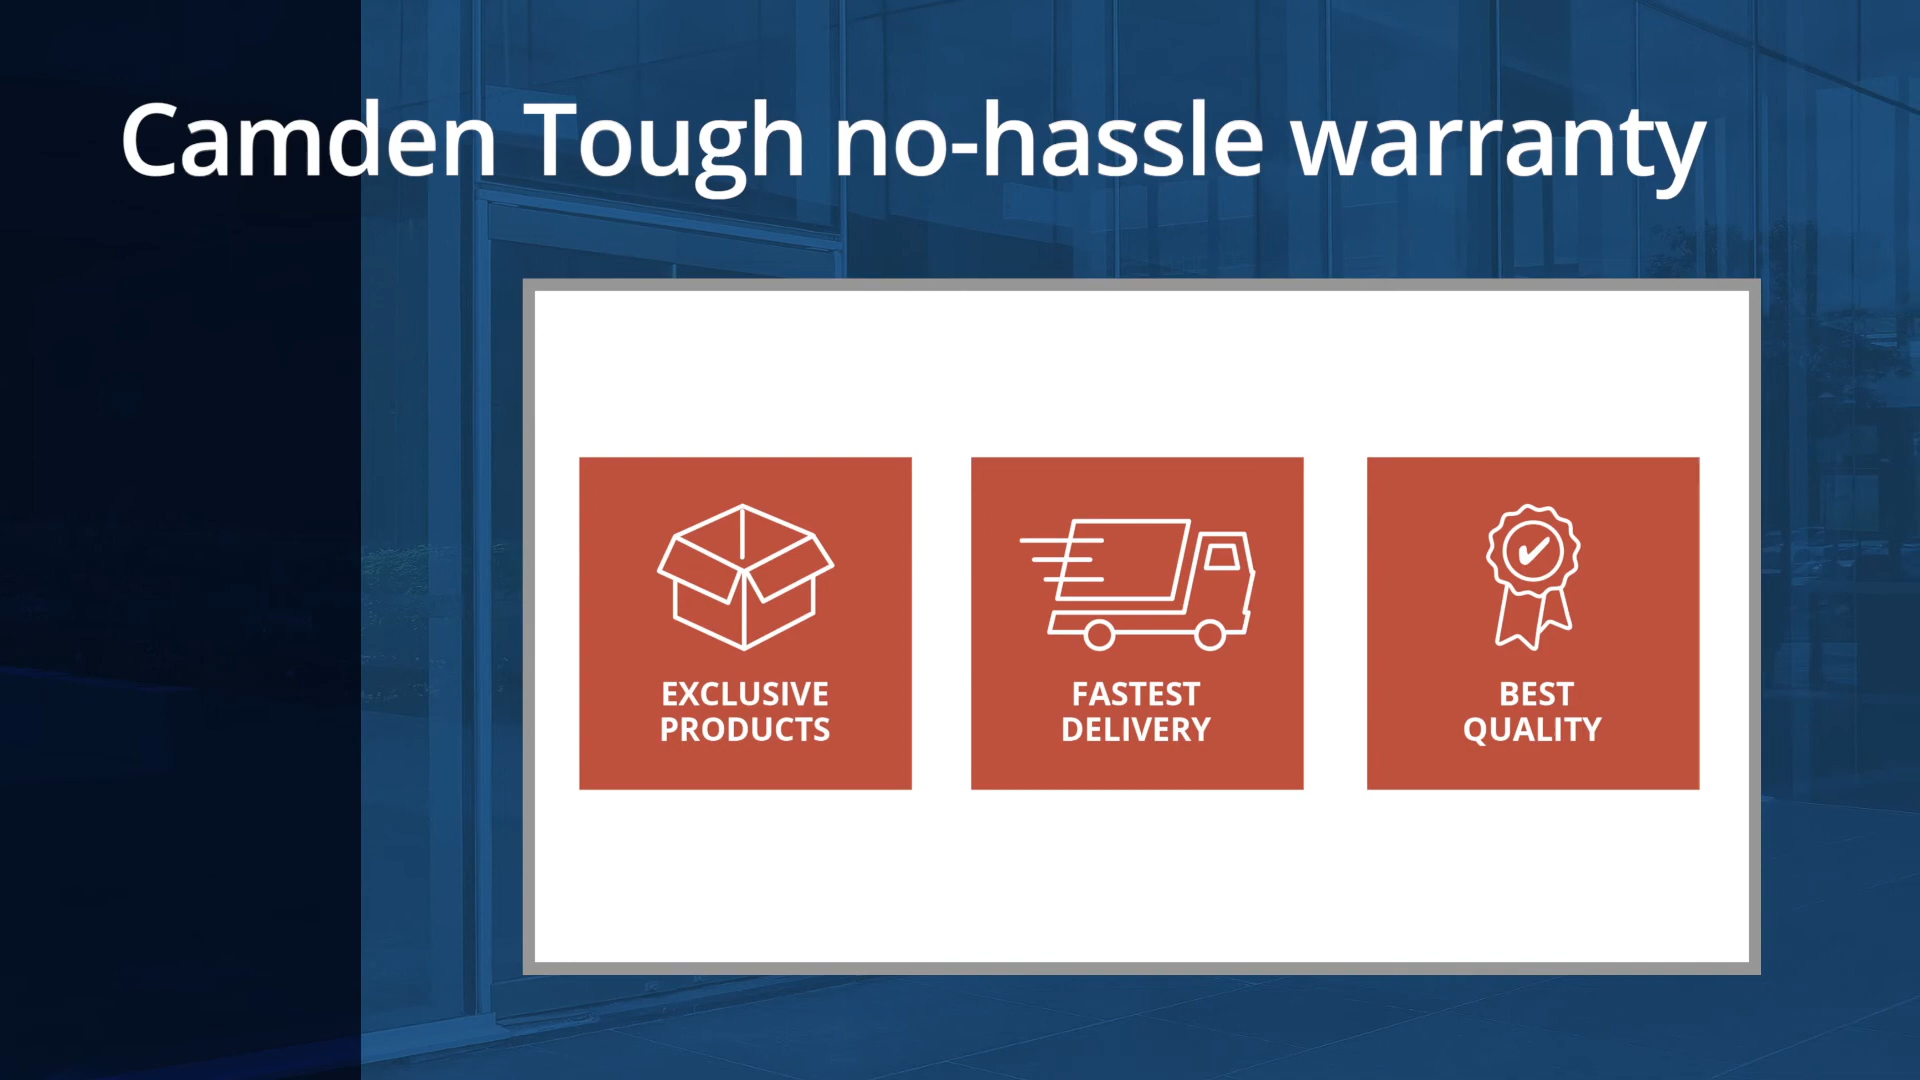 Camden Tough no-hassle warranty
EXCLUSIVE
PRODUCTS
FASTEST
DELIVERY
BEST
QUALITY